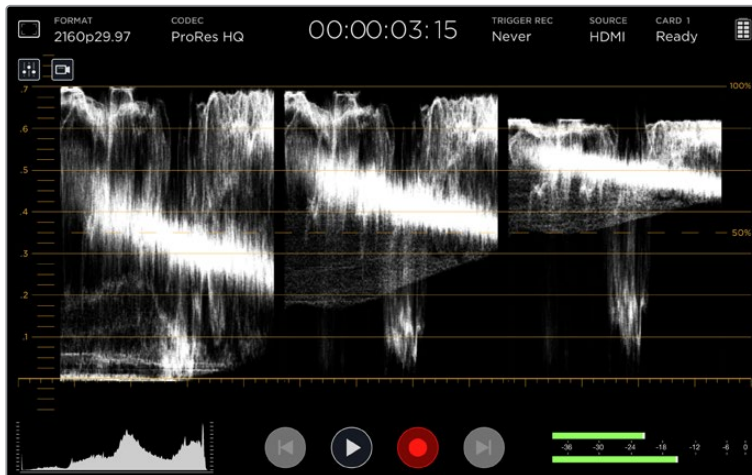 FORMAT
2160p29.97
CODEC
ProRes HQ
00:00:03:15
TRIGGER REC
Never
SOURCE
HDMI
CARD 1
Ready
.7
100%
.6
.5
.4
50%
.3
.2
.1
-36 -30 -24 -18 -12 -6 0